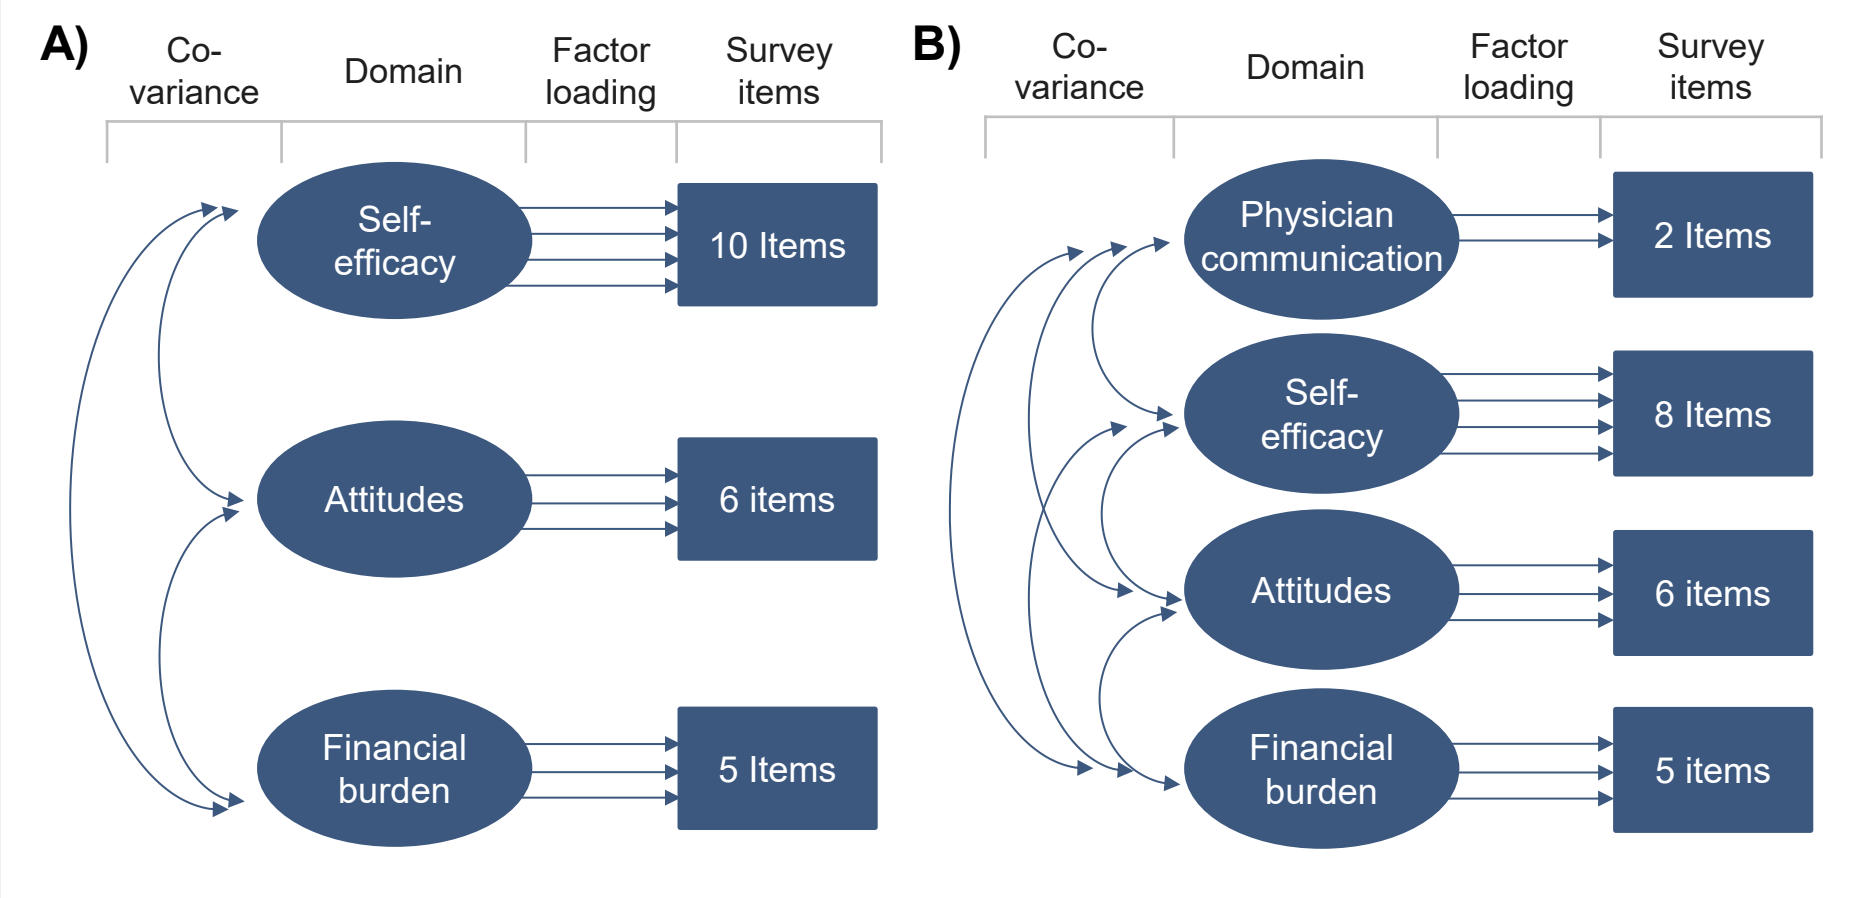 A)
Co-
variance
Domain
Factor
loading
Survey
items
Self-
efficacy
10 Items
Attitudes
6 items
Financial
burden
5 Items
B)
Co-
variance
Domain
Factor
loading
Survey
items
Physician
communication
2 Items
Self-
efficacy
8 Items
Attitudes
6 items
Financial
burden
5 items